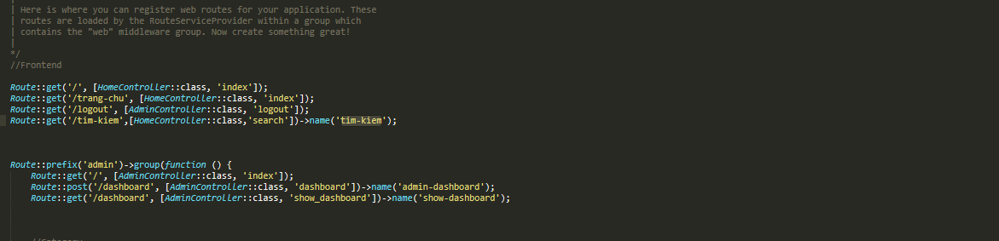 |
| Here is where you can register web routes for your application. These
| routes are loaded by the RouteServiceProvider within a group which
| contains the "web" middleware group. Now create something great!
|
*/
//Frontend
Route::get('/', [HomeController::class, 'index']);
Route::get('/trang-chu', [HomeController::class, 'index']);
Route::get('/logout', [AdminController::class, 'logout']);
Route::get('/tim-kiem',[HomeController::class,'search'])->name('tim-kiem');
Route::prefix('admin')->group(function () {
    Route::get('/', [AdminController::class, 'index']);
    Route::post('/dashboard', [AdminController::class, 'dashboard'])->name('admin-dashboard');
    Route::get('/dashboard', [AdminController::class, 'show_dashboard'])->name('show-dashboard');